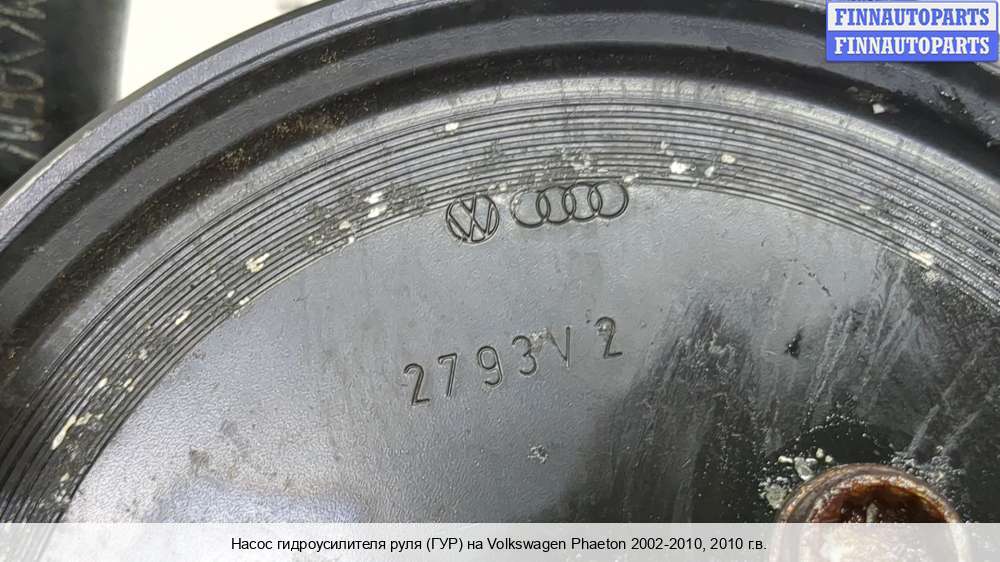 FINNAUTOPARTS
FINNAUTOPARTS
2793V2
Насос гидроусилителя руля (ГУР) на Volkswagen Phaeton 2002-2010, 2010 г.в.